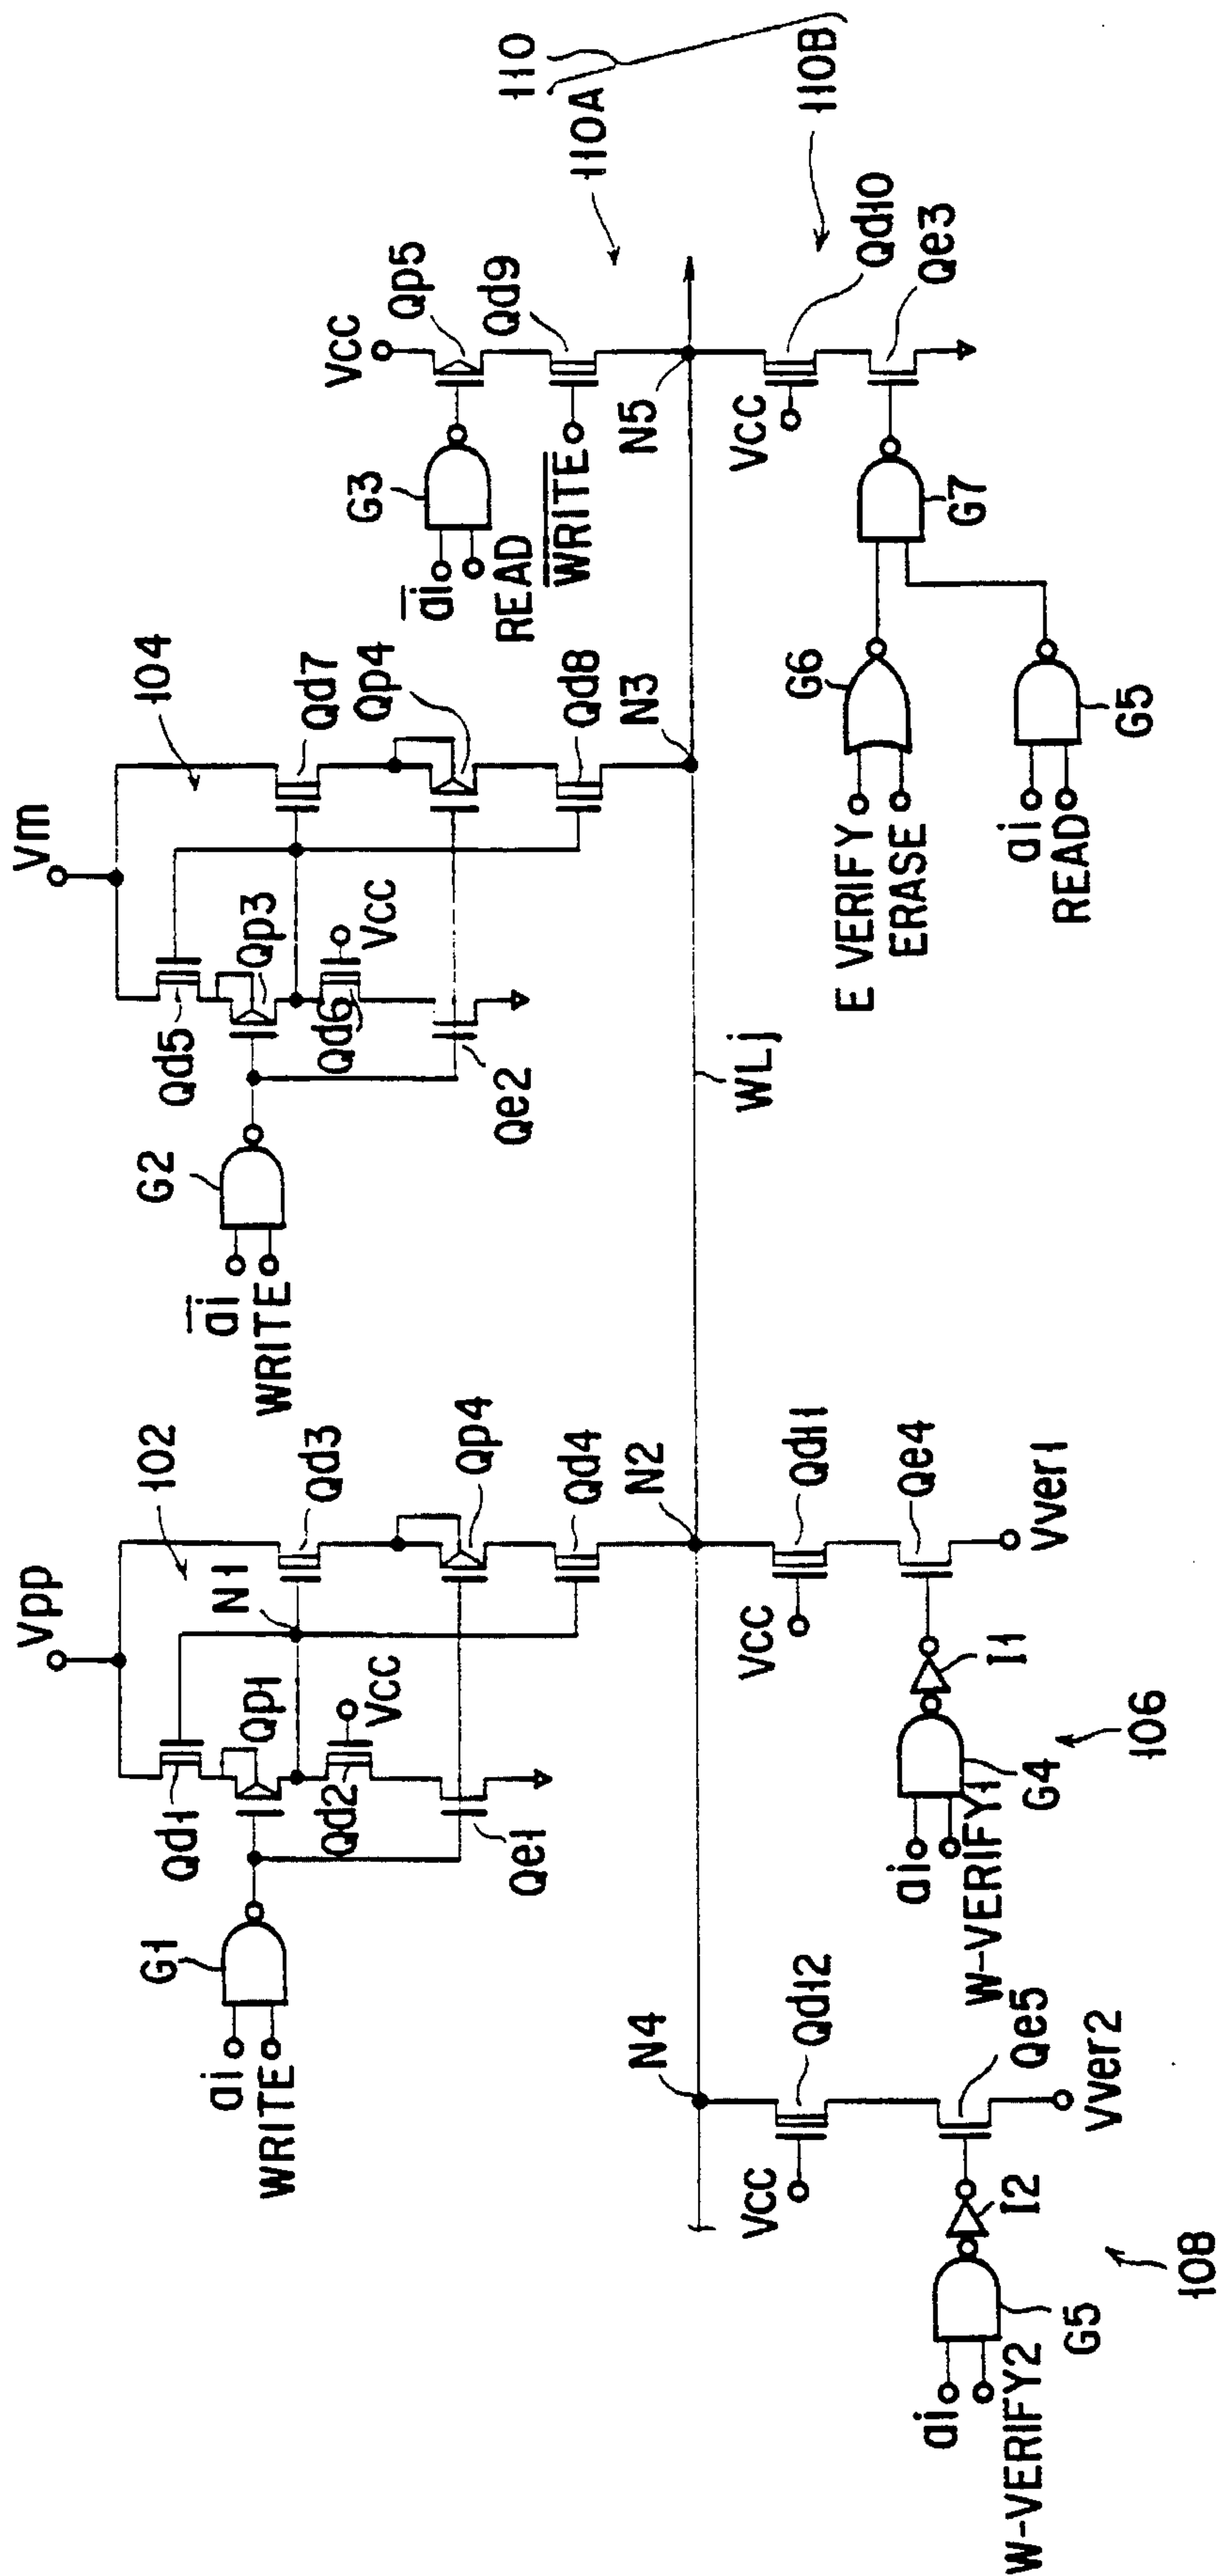 Vpp
102
N1
Qd1
Qp1
Qd2
VCC
Qe1
Qd3
Qp4
Qd4
N2
G1
ai
WRITE
Vm
104
Qd5
Qp3
Qd6
VCC
Qe2
Qd7
Qp4
Qd8
N3
G2
ai
WRITE
VCC
Qp5
Qd9
G3
ai
READ
WRITE
N5
110
110A
110B
VCC
Qd10
Qe3
G7
G6
E VERIFY
ERASE
G5
ai
READ
WLj
VCC
Qd11
Qe4
Vver1
I1
G4
106
ai
W-VERIFY1
N4
VCC
Qd12
Qe5
Vver2
I2
G5
108
ai
W-VERIFY2